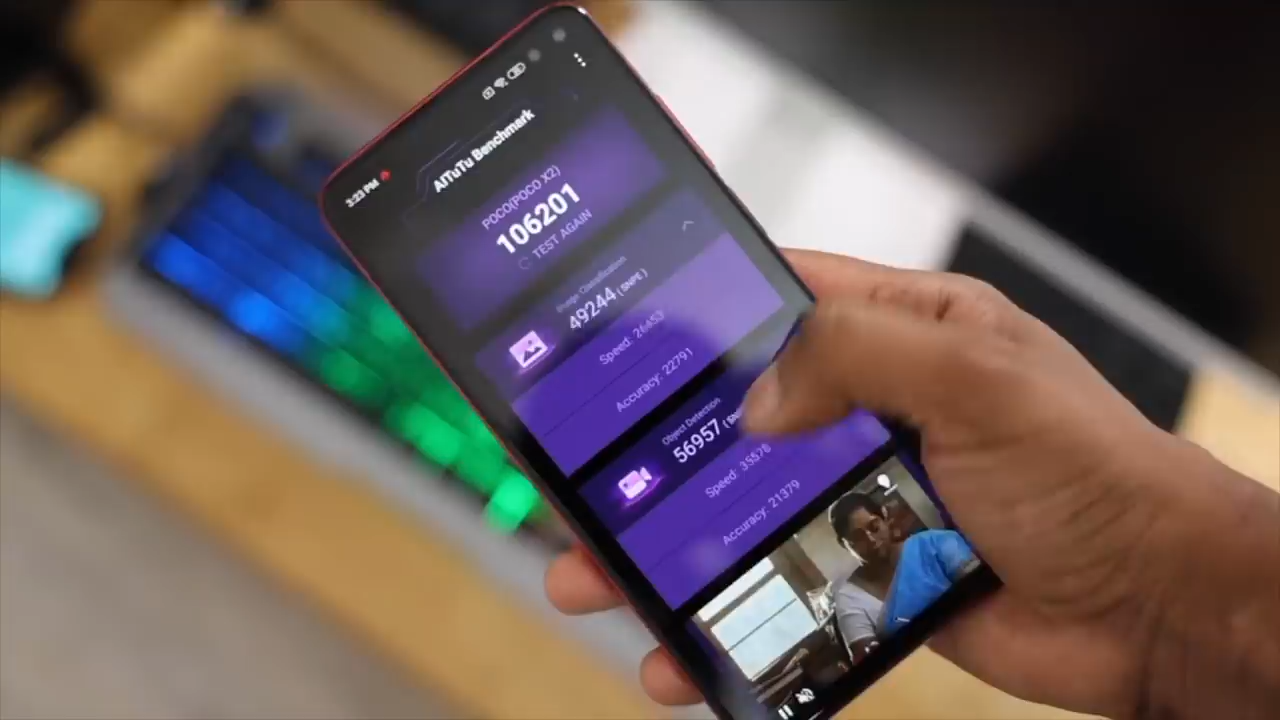 3:23 PM
AITuTu Benchmark
POCO(POCO X2)
106201
TEST AGAIN
Image Classification
49244 (SNPE)
Speed: 26453
Accuracy: 22791
Object Detection
56957
Speed: 35578
Accuracy: 21379